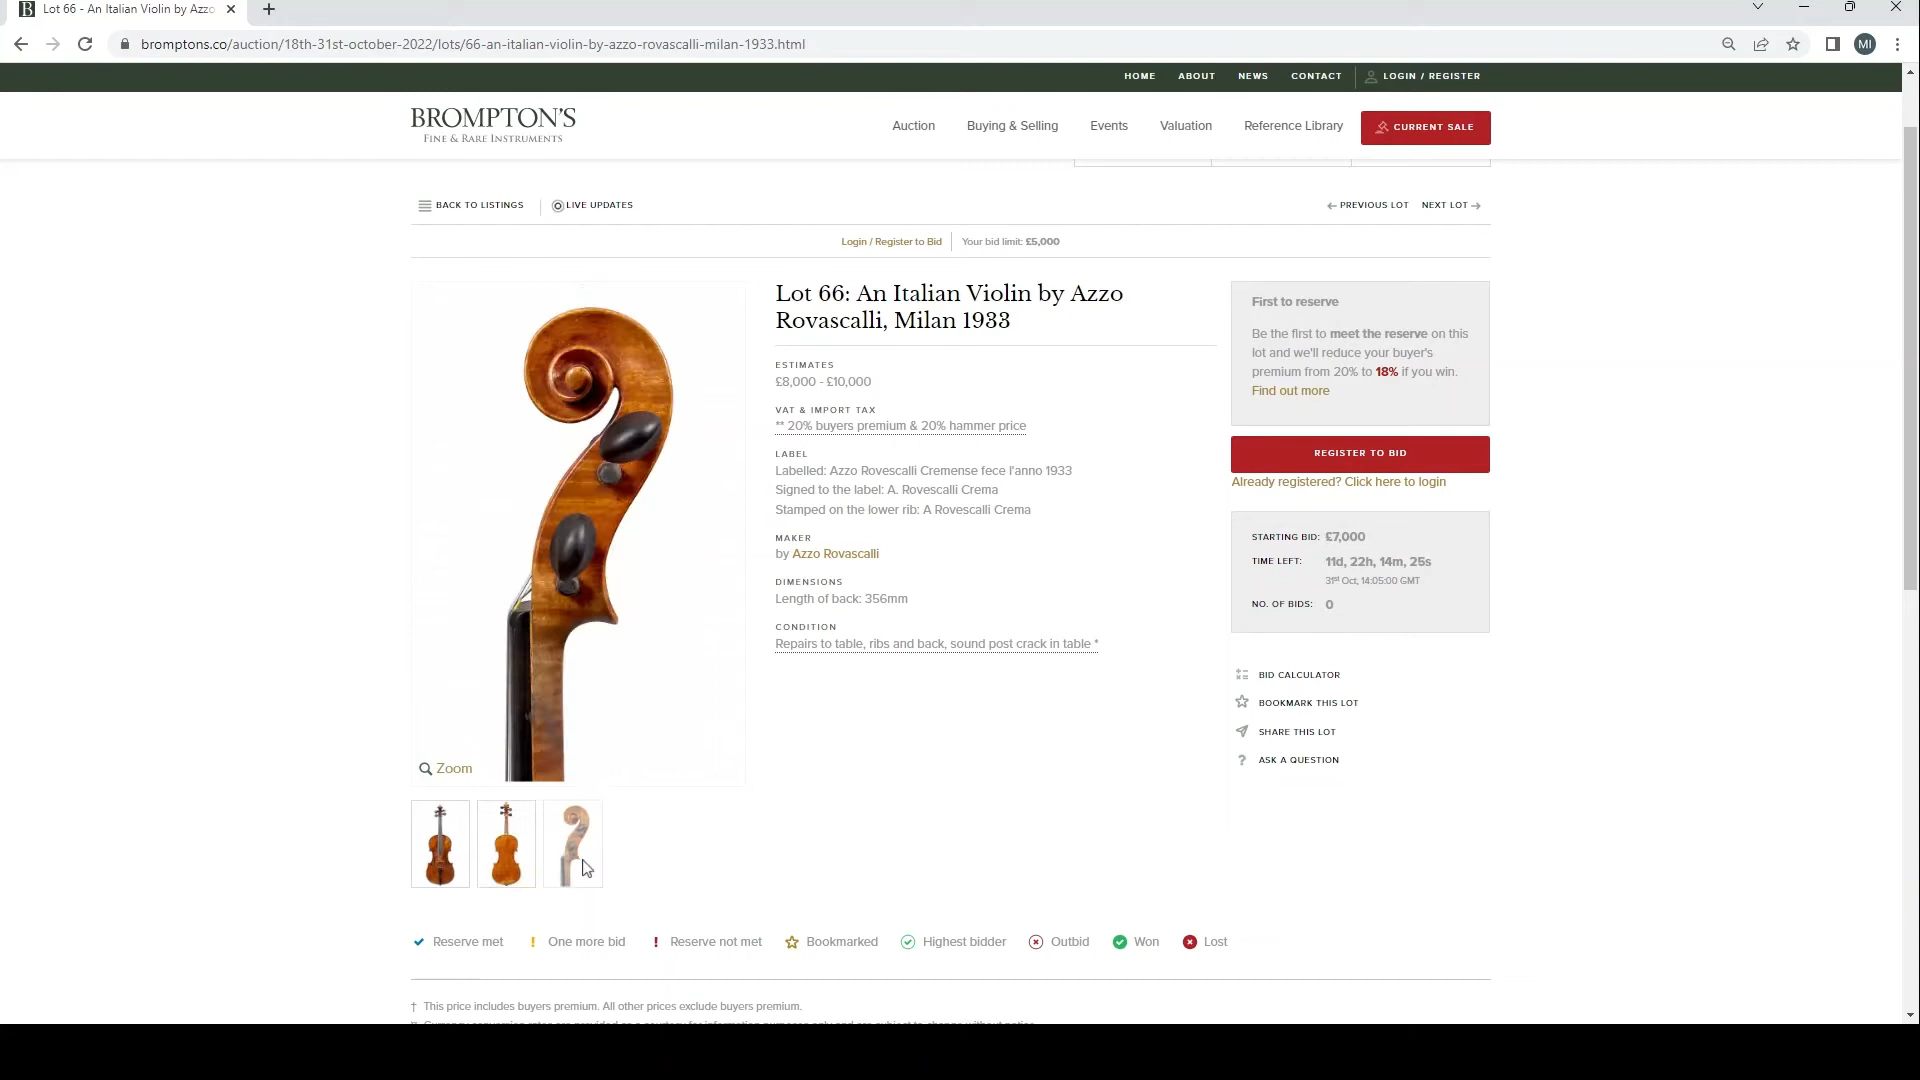 Lot 66 - An Italian Violin by Azzo
bromptons.co/auction/18th-31st-october-2022/lots/66-an-italian-violin-by-azzo-rovascalli-milan-1933.html
MI
HOME ABOUT NEWS CONTACT LOGIN / REGISTER
BROMPTON'S
FINE & RARE INSTRUMENTS
Auction Buying & Selling Events Valuation Reference Library CURRENT SALE
BACK TO LISTINGS LIVE UPDATES PREVIOUS LOT NEXT LOT
Login / Register to Bid Your bid limit: £5,000
Lot 66: An Italian Violin by Azzo
Rovascalli, Milan 1933
ESTIMATES
£8,000 - £10,000
VAT & IMPORT TAX
** 20% buyers premium & 20% hammer price
LABEL
Labelled: Azzo Rovescalli Cremense fece l'anno 1933
Signed to the label: A. Rovescalli Crema
Stamped on the lower rib: A Rovescalli Crema
MAKER
by Azzo Rovascalli
DIMENSIONS
Length of back: 356mm
CONDITION
Repairs to table, ribs and back, sound post crack in table *
First to reserve
Be the first to meet the reserve on this
lot and we'll reduce your buyer's
premium from 20% to 18% if you win.
Find out more
REGISTER TO BID
Already registered? Click here to login
STARTING BID: £7,000
TIME LEFT: 11d, 22h, 14m, 25s
31st Oct, 14:05:00 GMT
NO. OF BIDS: 0
BID CALCULATOR
BOOKMARK THIS LOT
SHARE THIS LOT
ASK A QUESTION
Zoom
Reserve met One more bid Reserve not met Bookmarked Highest bidder Outbid Won Lost
† This price includes buyers premium. All other prices exclude buyers premium.